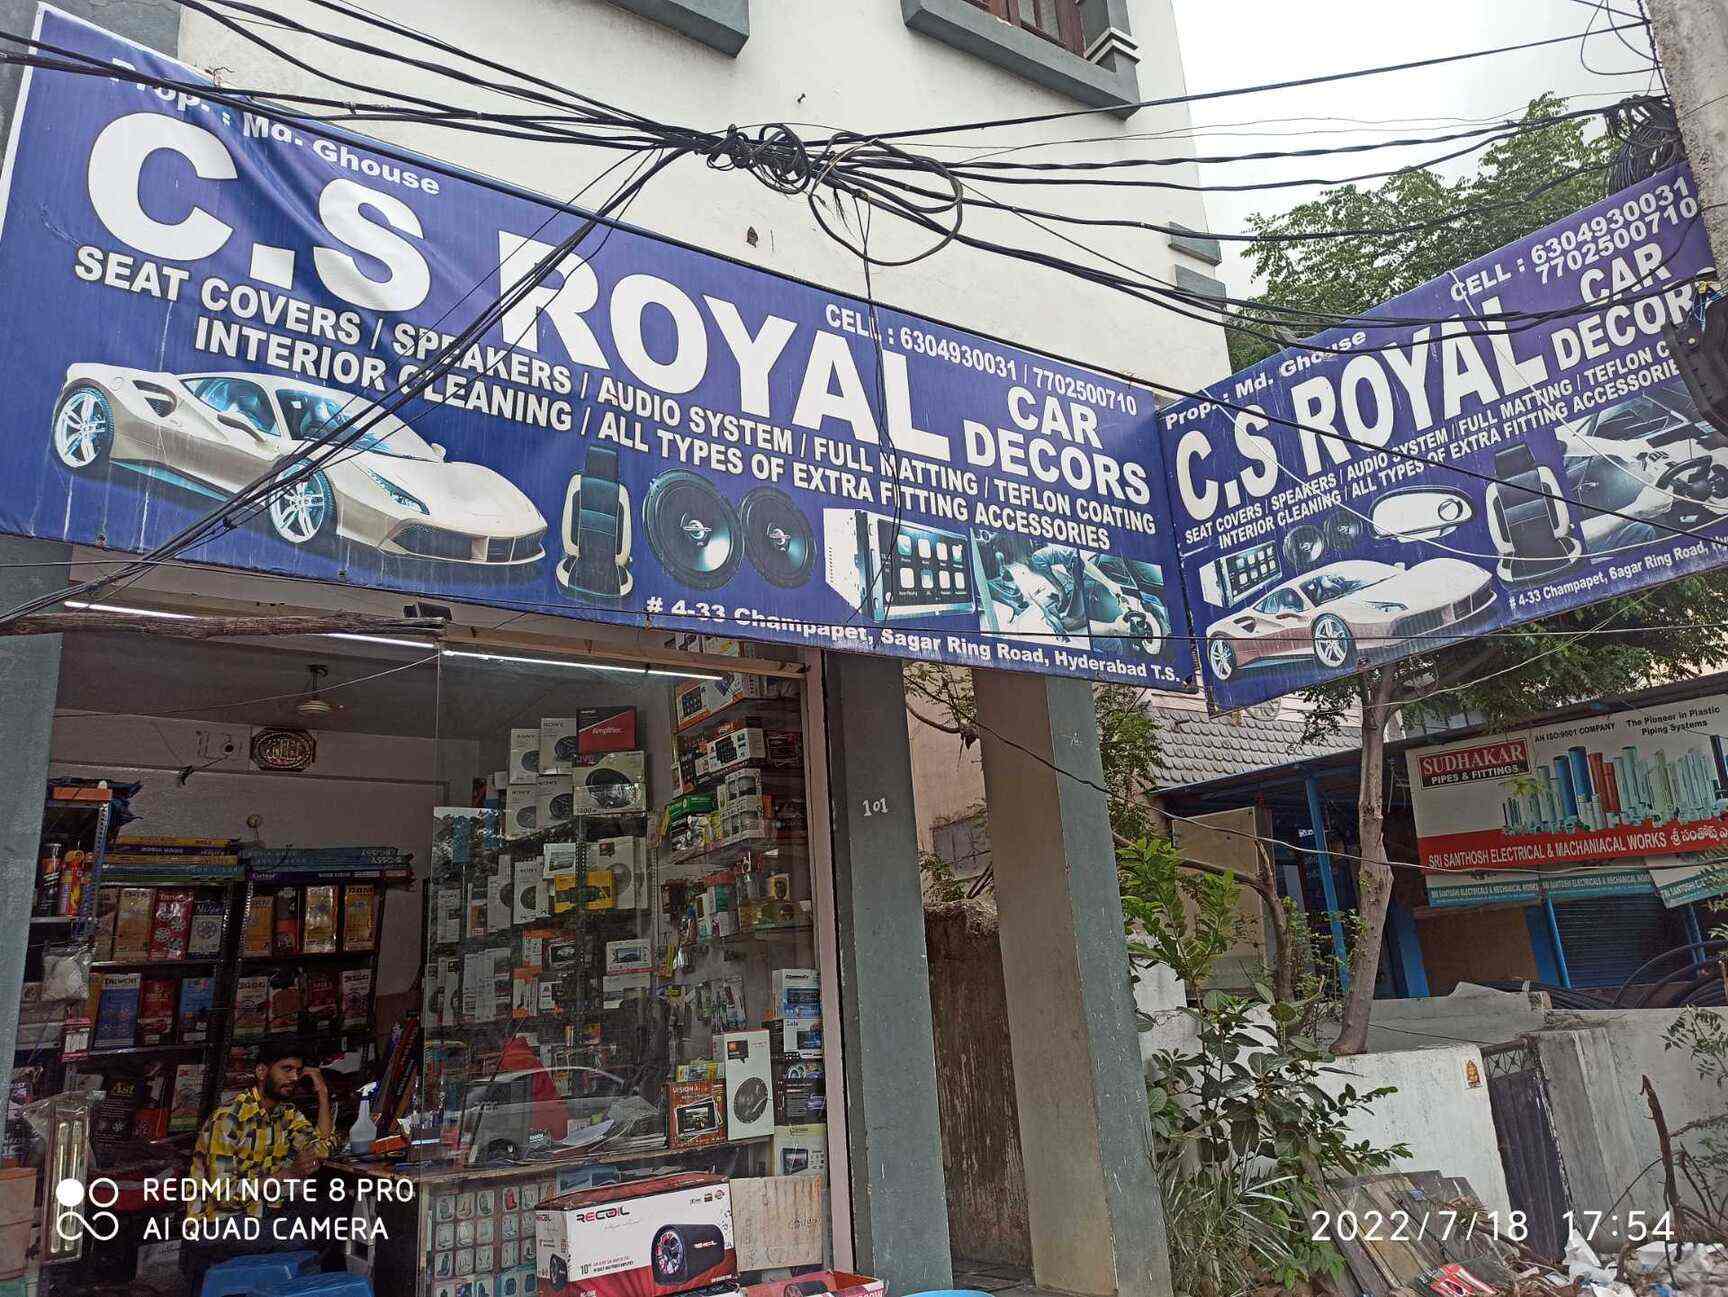 Prop. : Md. Ghouse
C.S ROYAL
CAR
DECORS
CELL : 6304930031 / 7702500710
SEAT COVERS / SPEAKERS / AUDIO SYSTEM / FULL MATTING / TEFLON COATING
INTERIOR CLEANING / ALL TYPES OF EXTRA FITTING ACCESSORIES
# 4-33 Champapet, Sagar Ring Road, Hyderabad T.S.
CELL : 6304930031
7702500710
Prop. : Md. Ghouse
C.S ROYAL
CAR
DECOR
SEAT COVERS / SPEAKERS / AUDIO SYSTEM / FULL MATTING / TEFLON C
INTERIOR CLEANING / ALL TYPES OF EXTRA FITTING ACCESSORIE
# 4-33 Champapet, Sagar Ring Road, Hy
SUDHAKAR
PIPES & FITTINGS
AN ISO:9001 COMPANY
The Pioneer in Plastic
Piping Systems
SRI SANTHOSH ELECTRICAL & MACHANIACAL WORKS శ్రీ సంతోష్
101
SONY
Amplifier
VISION
RECOIL
10"
REDMI NOTE 8 PRO
AI QUAD CAMERA
2022/7/18 17:54